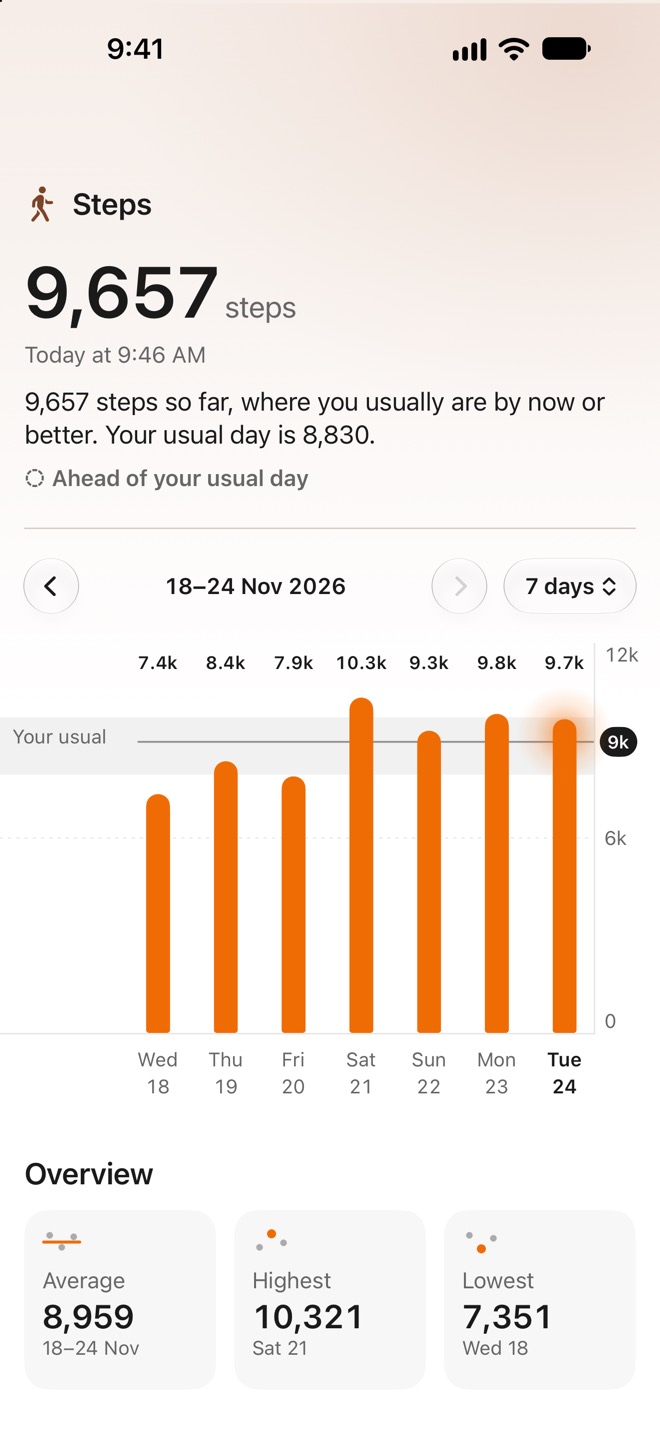 9:41
Steps
9,657 steps
Today at 9:46 AM
9,657 steps so far, where you usually are by now or
better. Your usual day is 8,830.
Ahead of your usual day
18–24 Nov 2026
7 days
7.4k 8.4k 7.9k 10.3k 9.3k 9.8k 9.7k
12k
Your usual
9k
6k
0
Wed Thu Fri Sat Sun Mon Tue
18 19 20 21 22 23 24
Overview
Average Highest Lowest
8,959 10,321 7,351
18–24 Nov Sat 21 Wed 18